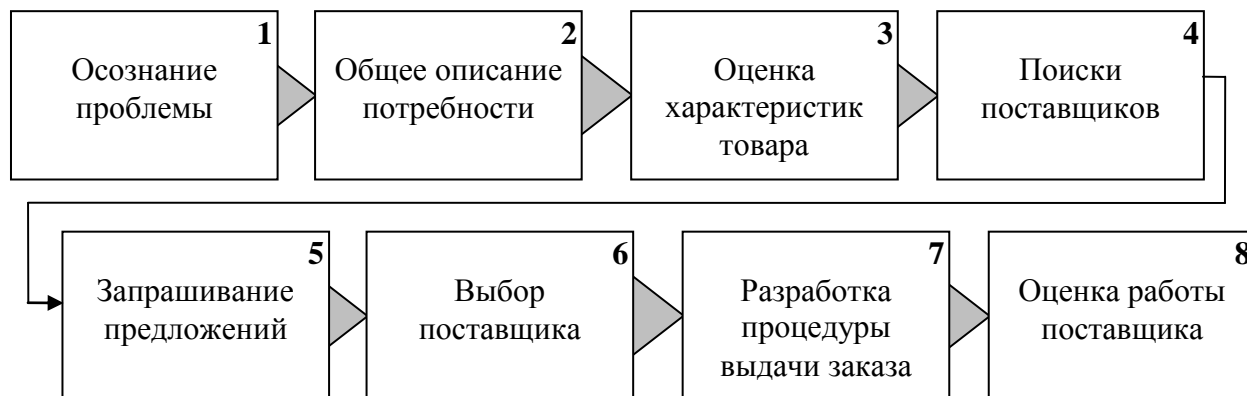 1
Осознание
проблемы
2
Общее описание
потребности
3
Оценка
характеристик
товара
4
Поиски
поставщиков
5
Запрашивание
предложений
6
Выбор
поставщика
7
Разработка
процедуры
выдачи заказа
8
Оценка работы
поставщика